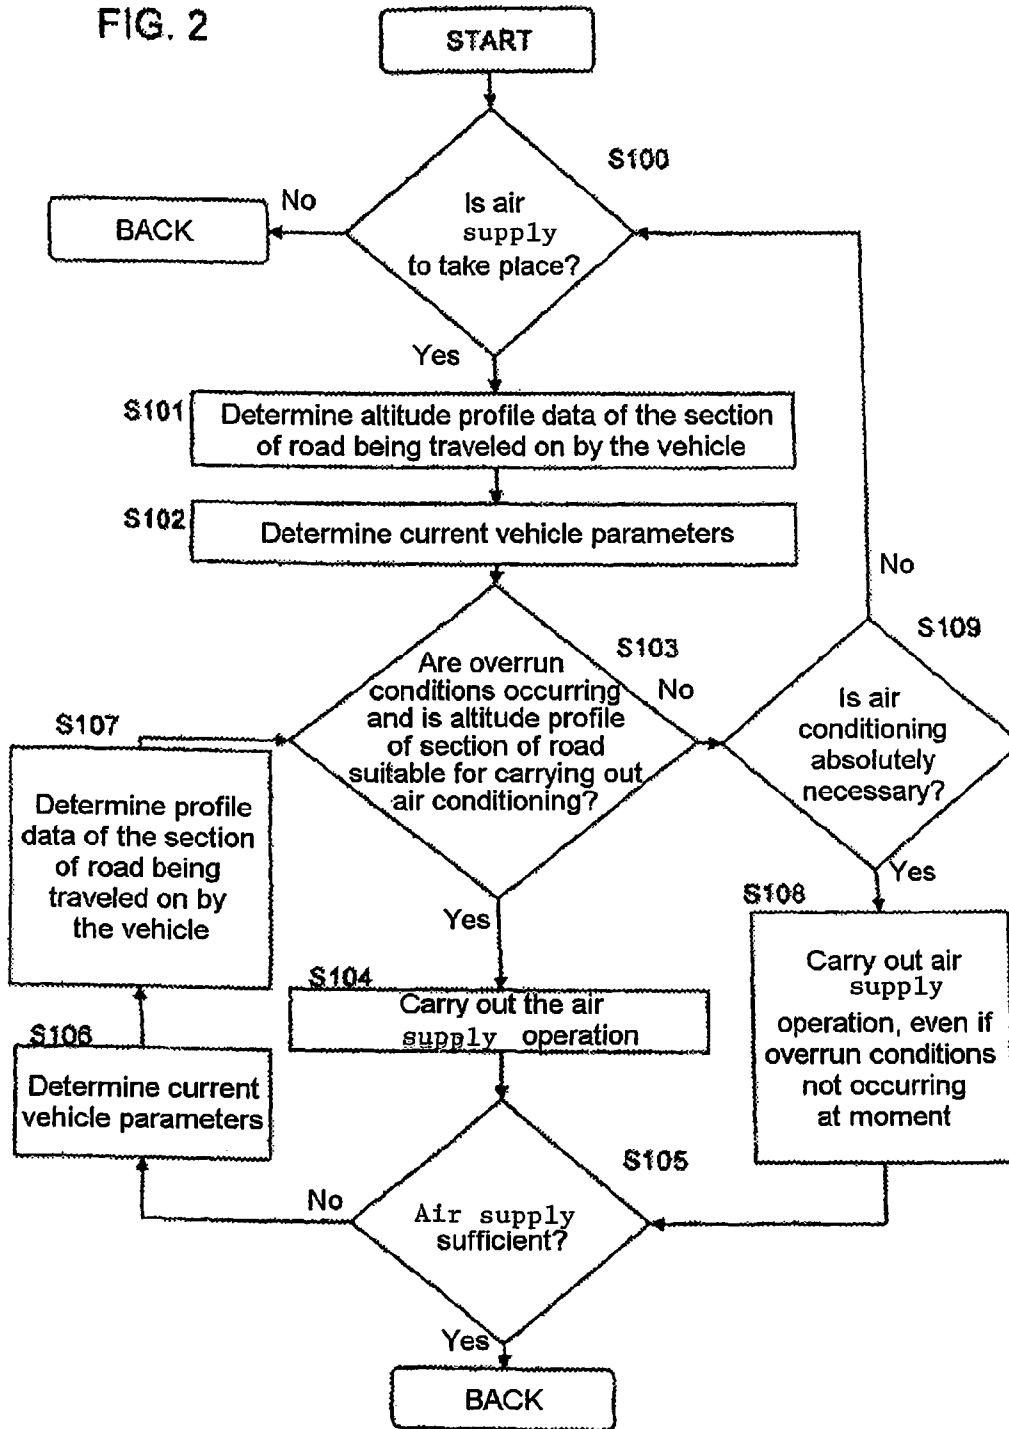 FIG. 2
START
S100
Is air
supply
to take place?
No
BACK
Yes
S101
Determine altitude profile data of the section
of road being traveled on by the vehicle
S102
Determine current vehicle parameters
No
S109
S103
Are overrun
conditions occurring
and is altitude profile
of section of road
suitable for carrying out
air conditioning?
No
Is air
conditioning
absolutely
necessary?
S107
Determine profile
data of the section
of road being
traveled on by
the vehicle
Yes
Yes
S108
Carry out air
supply
operation, even if
overrun conditions
not occurring
at moment
S104
Carry out the air
supply operation
S106
Determine current
vehicle parameters
S105
No
Air supply
sufficient?
Yes
BACK